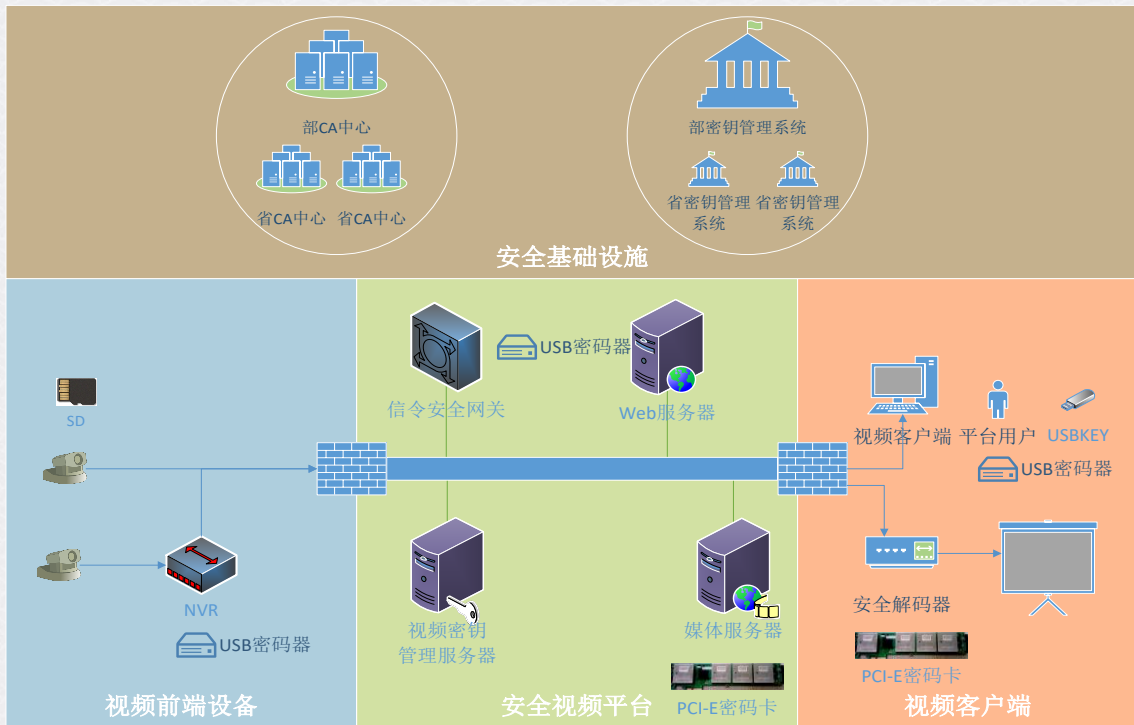 部CA中心
部密钥管理系统
省CA中心
省CA中心
省密钥管理
系统
省密钥管理
系统
安全基础设施
SD
NVR
USB密码器
视频前端设备
信令安全网关
USB密码器
Web服务器
视频密钥
管理服务器
媒体服务器
PCI-E密码卡
安全视频平台
视频客户端
平台用户
USBKEY
USB密码器
安全解码器
PCI-E密码卡
视频客户端